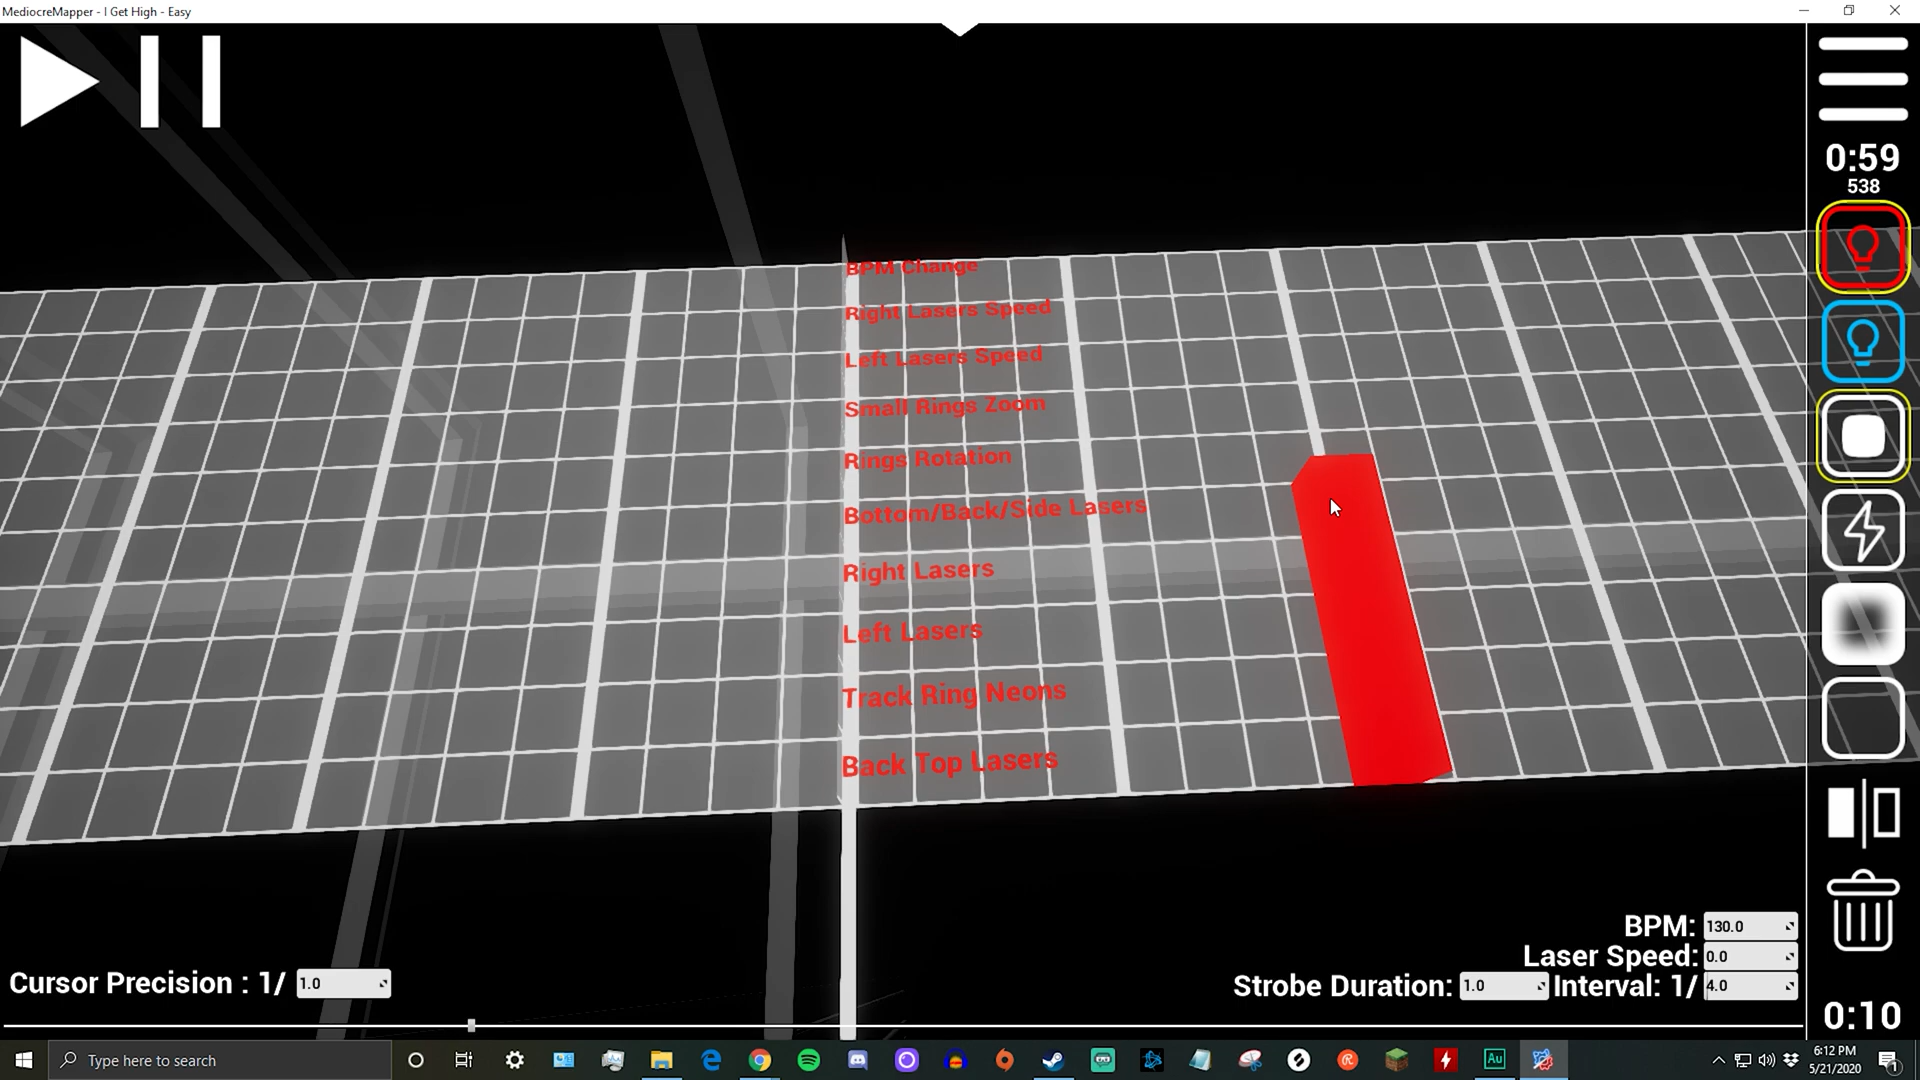 MediocreMapper - I Get High - Easy
0:59
538
BPM Change
Right Lasers Speed
Left Lasers Speed
Small Rings Zoom
Rings Rotation
Bottom/Back/Side Lasers
Right Lasers
Left Lasers
Track Ring Neons
Back Top Lasers
BPM: 130.0
Laser Speed: 0.0
Cursor Precision : 1/ 1.0
Strobe Duration: 1.0 Interval: 1/ 4.0
0:10
Type here to search
Au
6:12 PM
5/21/2020
1